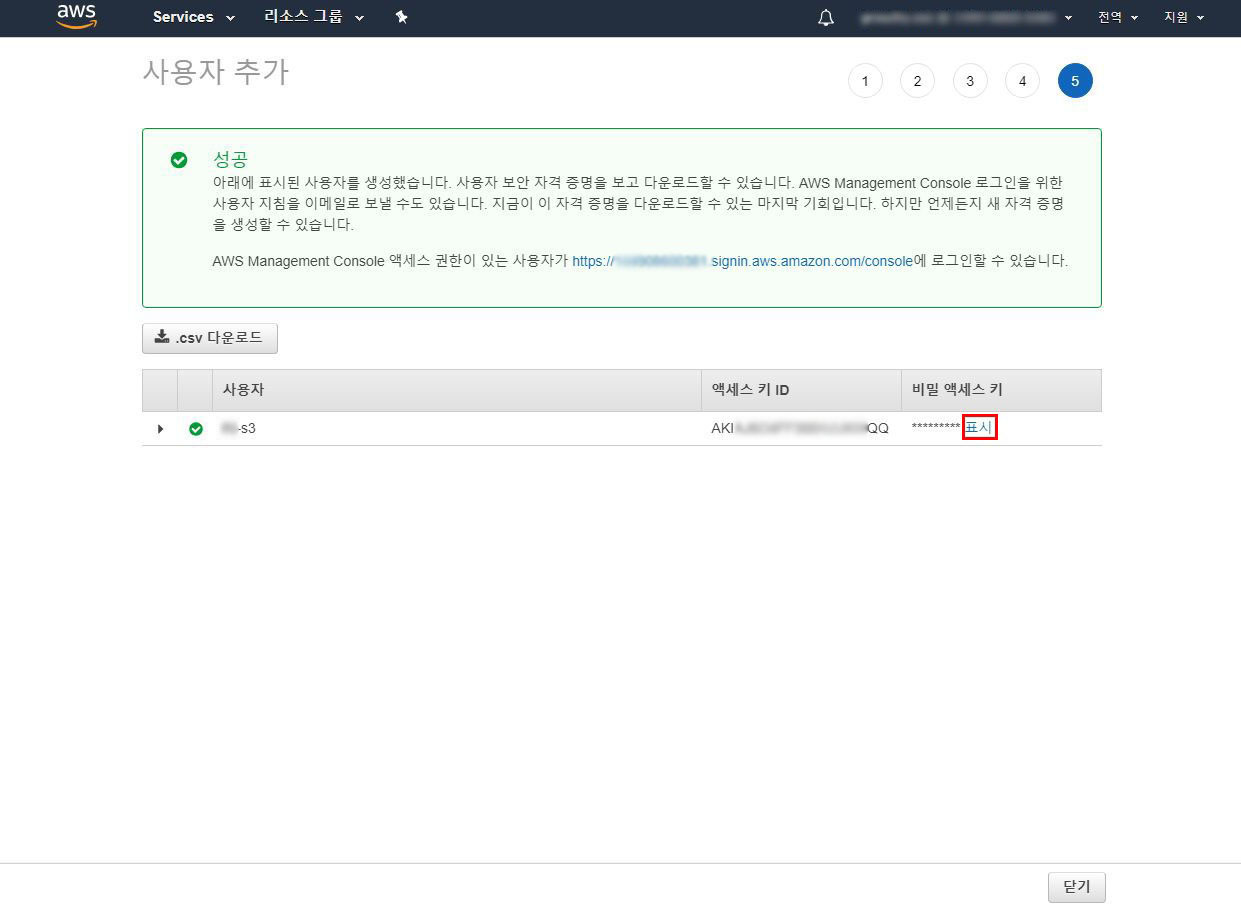 aws Services 리소스 그룹 전역 지원
사용자 추가
1 2 3 4 5
성공
아래에 표시된 사용자를 생성했습니다. 사용자 보안 자격 증명을 보고 다운로드할 수 있습니다. AWS Management Console 로그인을 위한
사용자 지침을 이메일로 보낼 수도 있습니다. 지금이 이 자격 증명을 다운로드할 수 있는 마지막 기회입니다. 하지만 언제든지 새 자격 증명
을 생성할 수 있습니다.
AWS Management Console 액세스 권한이 있는 사용자가 https:// .signin.aws.amazon.com/console에 로그인할 수 있습니다.
.csv 다운로드
사용자 액세스 키 ID 비밀 액세스 키
-s3 AKI QQ ********* 표시
닫기